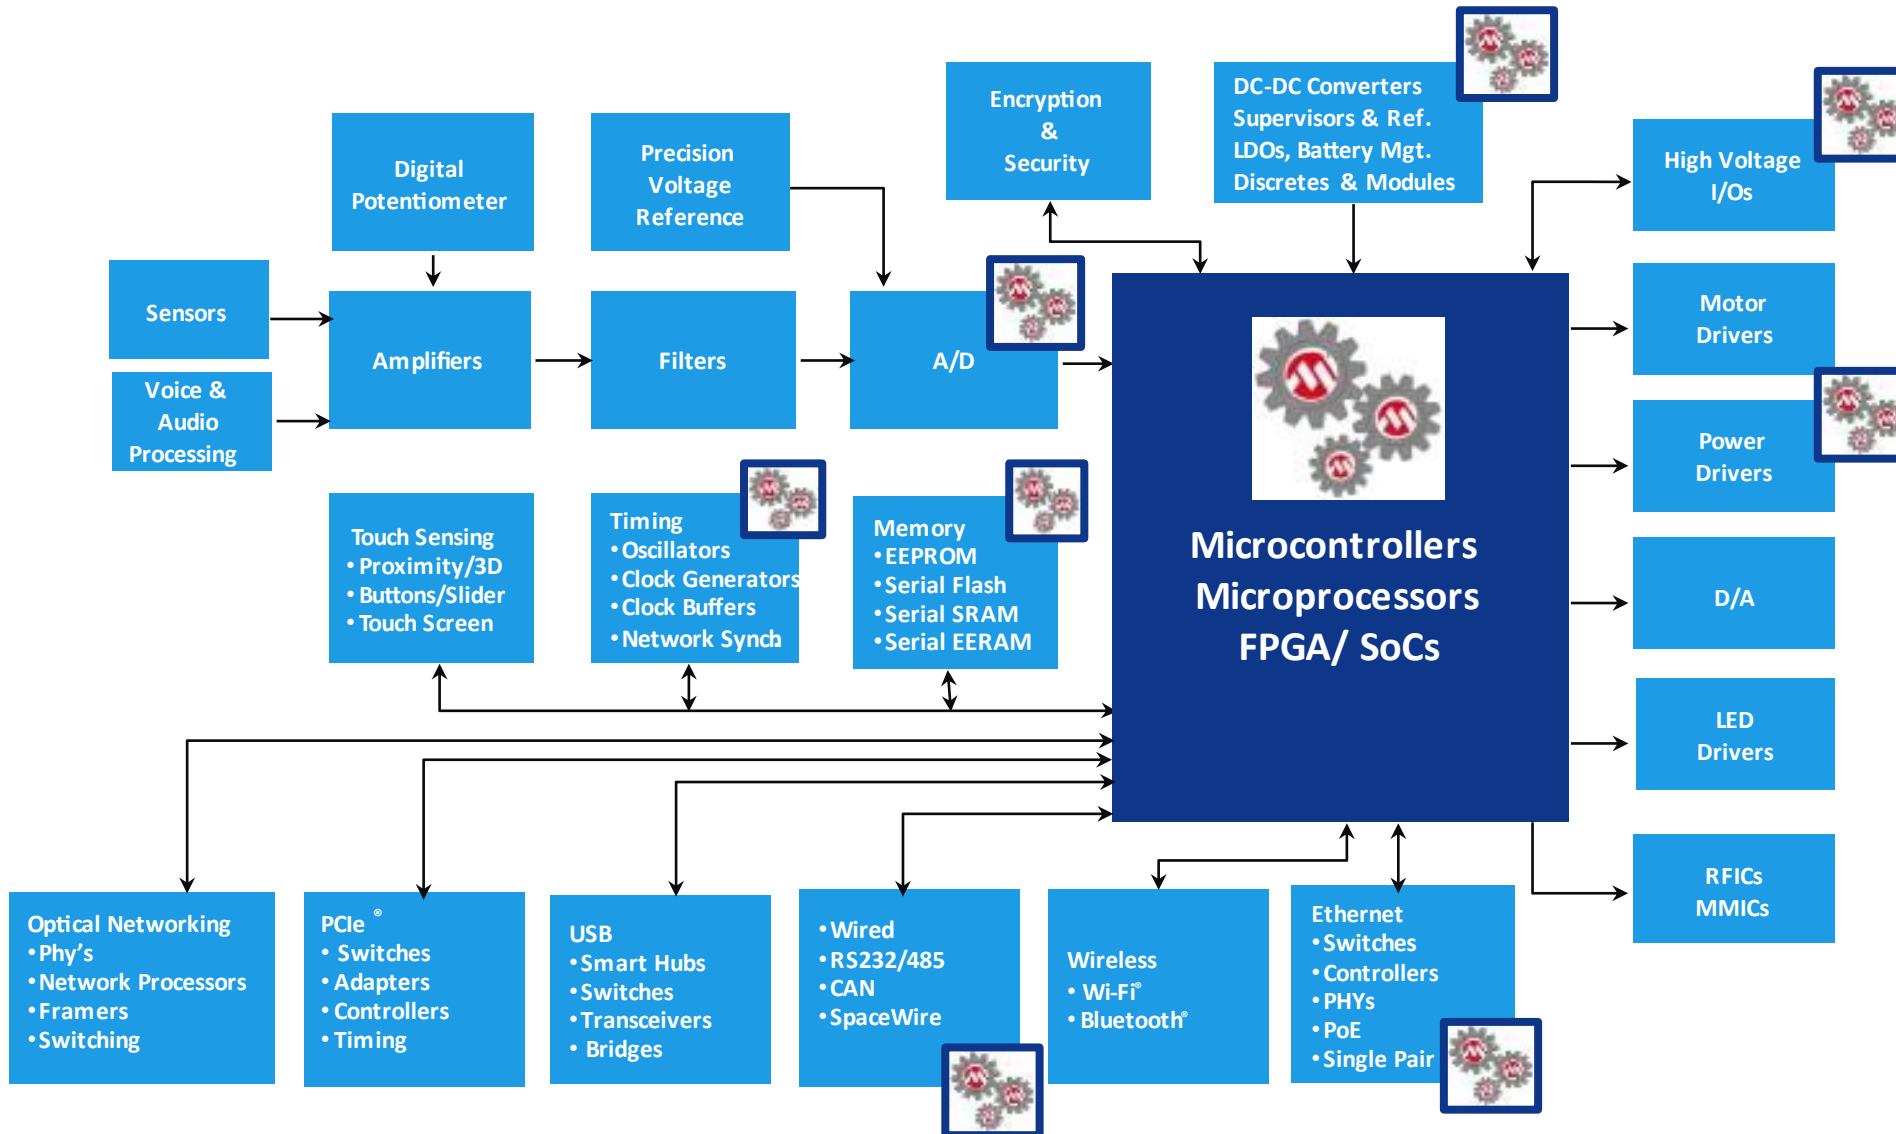 Encryption
&
Security
DC-DC Converters
Supervisors & Ref.
LDOs, Battery Mgt.
Discretes & Modules
High Voltage
I/Os
Digital
Potentiometer
Precision
Voltage
Reference
Sensors
Voice &
Audio
Processing
Amplifiers
Filters
A/D
Motor
Drivers
Power
Drivers
D/A
LED
Drivers
RFICs
MMICs
Microcontrollers
Microprocessors
FPGA/ SoCs
Touch Sensing
• Proximity/3D
• Buttons/Slider
• Touch Screen
Timing
• Oscillators
• Clock Generators
• Clock Buffers
• Network Synch.
Memory
• EEPROM
• Serial Flash
• Serial SRAM
• Serial EERAM
Optical Networking
• Phy's
• Network Processors
• Framers
• Switching
PCIe ®
• Switches
• Adapters
• Controllers
• Timing
USB
• Smart Hubs
• Switches
• Transceivers
• Bridges
• Wired
• RS232/485
• CAN
• SpaceWire
Wireless
• Wi-Fi®
• Bluetooth®
Ethernet
• Switches
• Controllers
• PHYs
• PoE
• Single Pair